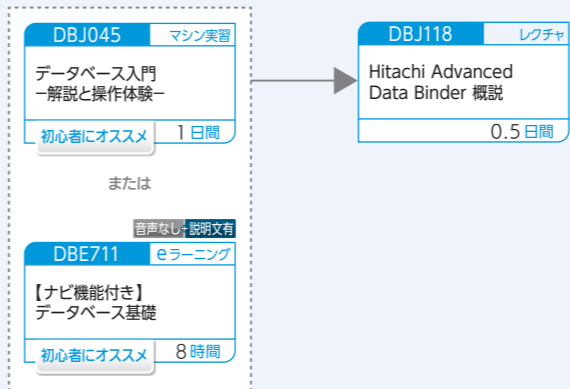 DBJ045 マシン実習
データベース入門
−解説と操作体験−
初心者にオススメ 1日間
または
音声なし+説明文有
DBE711 eラーニング
【ナビ機能付き】
データベース基礎
初心者にオススメ 8時間
DBJ118 レクチャ
Hitachi Advanced
Data Binder 概説
0.5日間